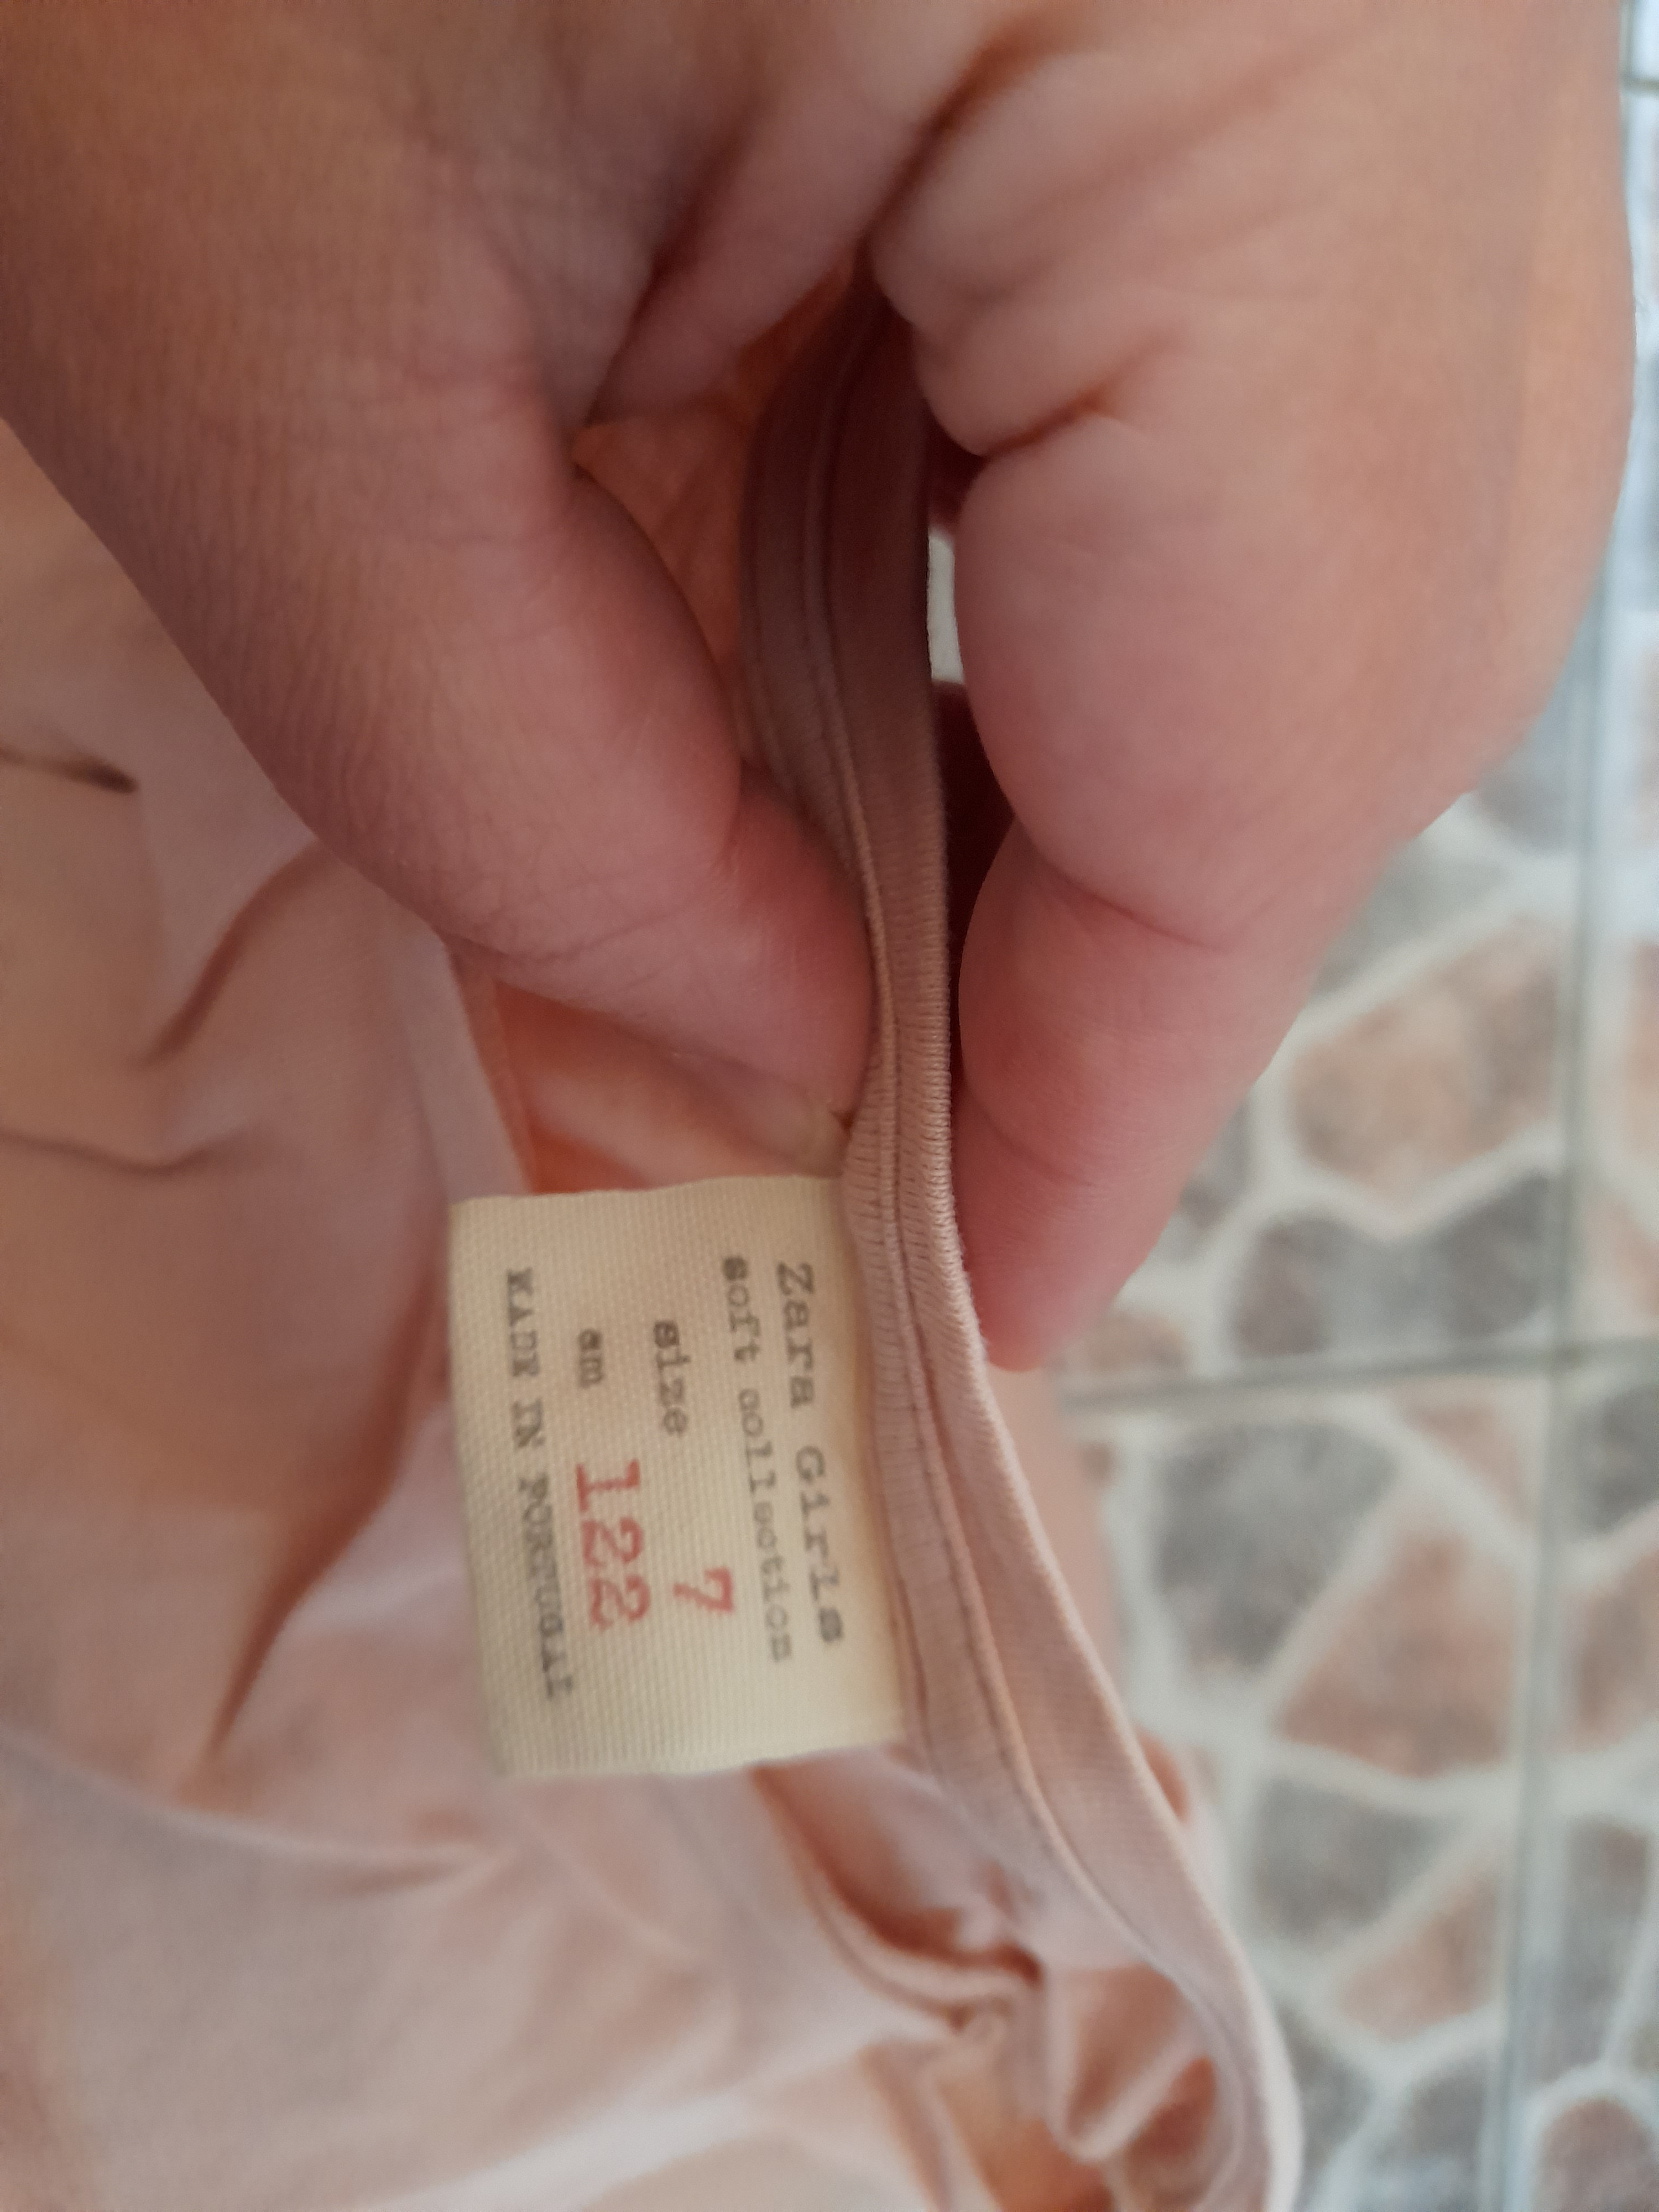 Zara Girls
soft collection
size 7
cm 122
MADE IN PORTUGAL